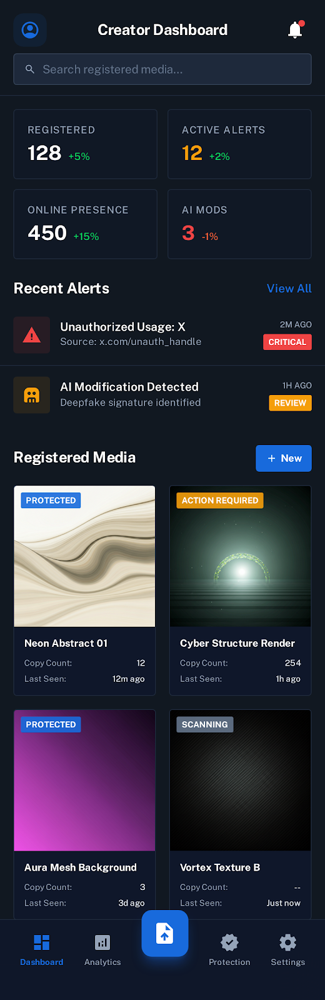 Creator Dashboard
Search registered media...
REGISTERED
128 +5%
ACTIVE ALERTS
12 +2%
ONLINE PRESENCE
450 +15%
AI MODS
3 -1%
Recent Alerts
View All
Unauthorized Usage: X
Source: x.com/unauth_handle
2M AGO
CRITICAL
AI Modification Detected
Deepfake signature identified
1H AGO
REVIEW
Registered Media
+ New
PROTECTED
Neon Abstract 01
Copy Count: 12
Last Seen: 12m ago
ACTION REQUIRED
Cyber Structure Render
Copy Count: 254
Last Seen: 1h ago
PROTECTED
Aura Mesh Background
Copy Count: 3
Last Seen: 3d ago
SCANNING
Vortex Texture B
Copy Count: --
Last Seen: Just now
Dashboard
Analytics
Protection
Settings